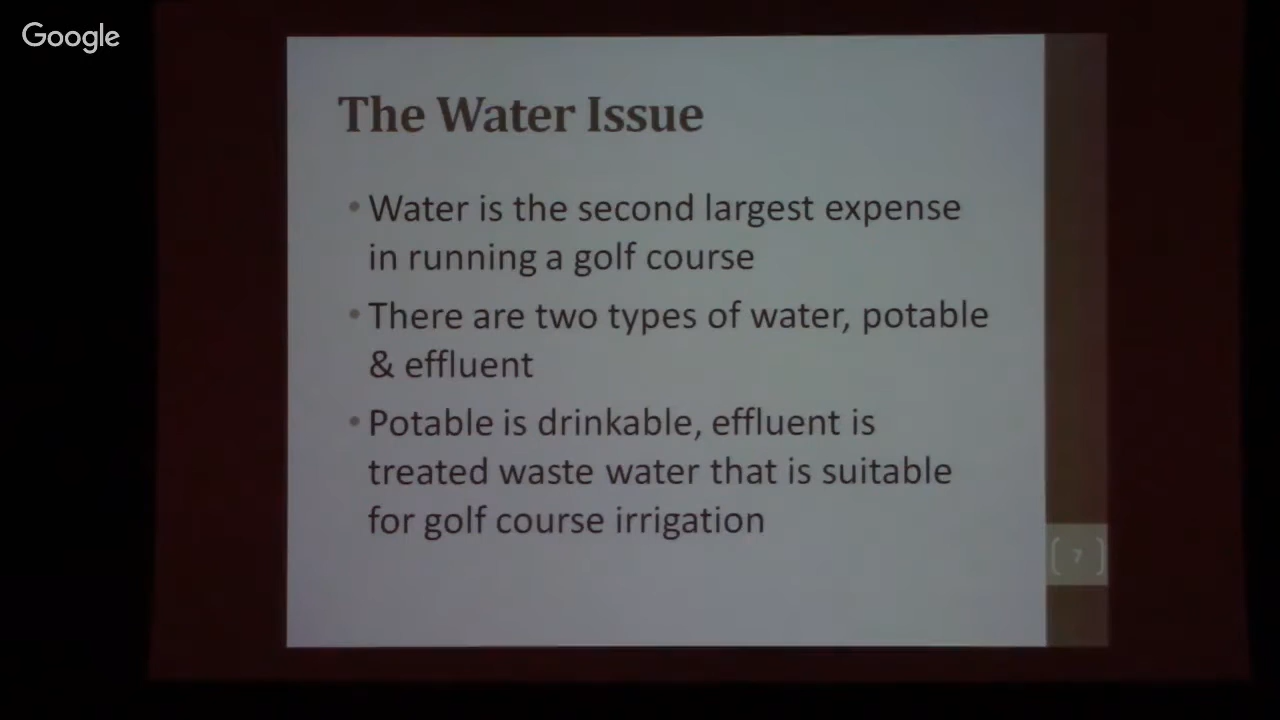 Google
The Water Issue
• Water is the second largest expense
in running a golf course
• There are two types of water, potable
& effluent
• Potable is drinkable, effluent is
treated waste water that is suitable
for golf course irrigation
[ 7 ]